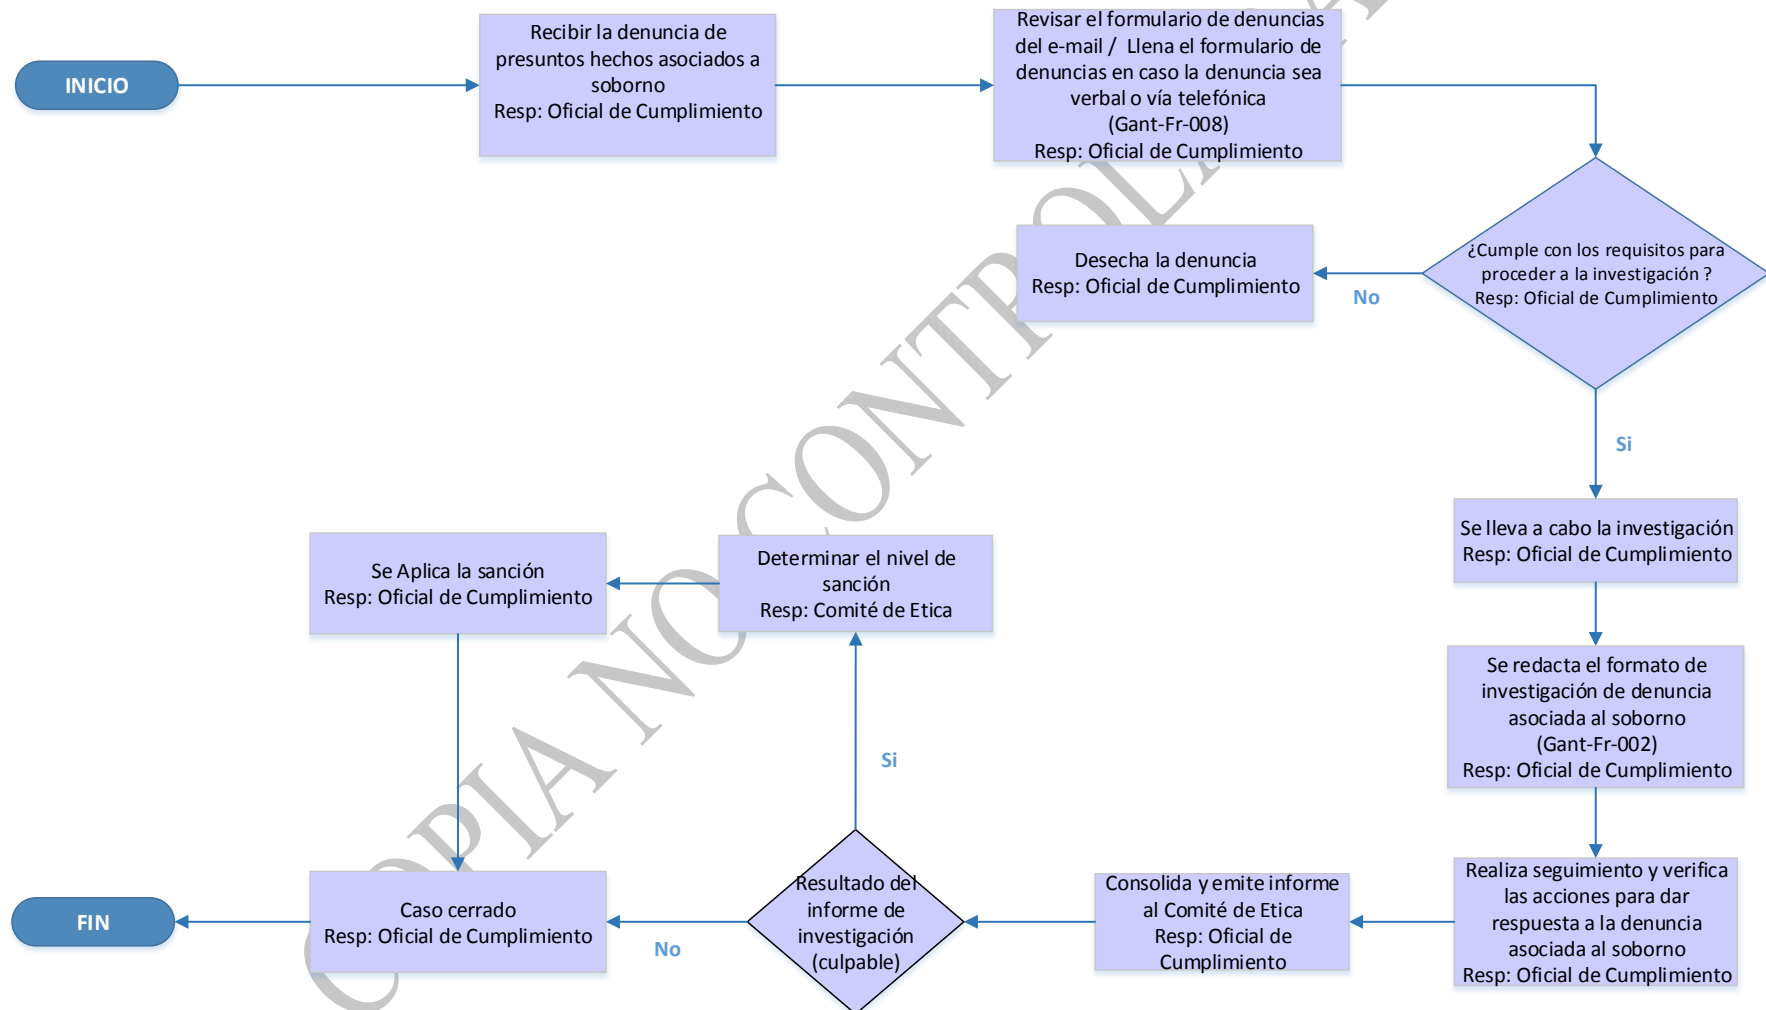 INICIO
Recibir la denuncia de
presuntos hechos asociados a
soborno
Resp: Oficial de Cumplimiento
Revisar el formulario de denuncias
del e-mail / Llena el formulario de
denuncias en caso la denuncia sea
verbal o vía telefónica
(Gant-Fr-008)
Resp: Oficial de Cumplimiento
¿Cumple con los requisitos para
proceder a la investigación ?
Resp: Oficial de Cumplimiento
No
Desecha la denuncia
Resp: Oficial de Cumplimiento
Si
Se lleva a cabo la investigación
Resp: Oficial de Cumplimiento
Se redacta el formato de
investigación de denuncia
asociada al soborno
(Gant-Fr-002)
Resp: Oficial de Cumplimiento
Realiza seguimiento y verifica
las acciones para dar
respuesta a la denuncia
asociada al soborno
Resp: Oficial de Cumplimiento
Consolida y emite informe
al Comité de Etica
Resp: Oficial de
Cumplimiento
Resultado del
informe de
investigación
(culpable)
Si
Determinar el nivel de
sanción
Resp: Comité de Etica
Se Aplica la sanción
Resp: Oficial de Cumplimiento
No
Caso cerrado
Resp: Oficial de Cumplimiento
FIN
COPIA NO